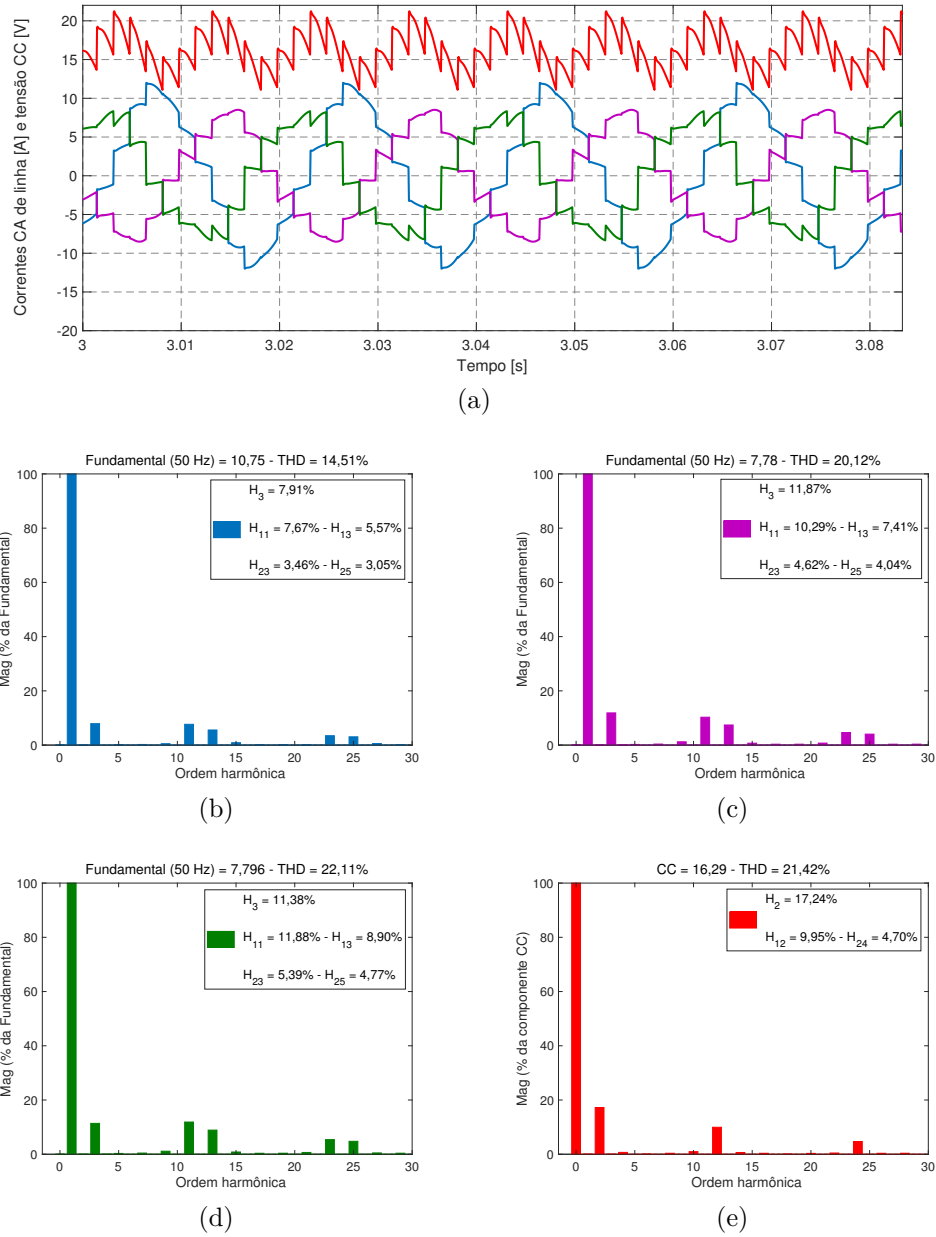 Correntes CA de linha [A] e tensão CC [V]
20
15
10
5
0
-5
-10
-15
-20
3 3.01 3.02 3.03 3.04 3.05 3.06 3.07 3.08
Tempo [s]
(a)
Fundamental (50 Hz) = 10,75 - THD = 14,51%
H3 = 7,91%
H11 = 7,67% - H13 = 5,57%
H23 = 3,46% - H25 = 3,05%
Mag (% da Fundamental)
100
80
60
40
20
0
0 5 10 15 20 25 30
Ordem harmônica
(b)
Fundamental (50 Hz) = 7,78 - THD = 20,12%
H3 = 11,87%
H11 = 10,29% - H13 = 7,41%
H23 = 4,62% - H25 = 4,04%
Mag (% da Fundamental)
100
80
60
40
20
0
0 5 10 15 20 25 30
Ordem harmônica
(c)
Fundamental (50 Hz) = 7,796 - THD = 22,11%
H3 = 11,38%
H11 = 11,88% - H13 = 8,90%
H23 = 5,39% - H25 = 4,77%
Mag (% da Fundamental)
100
80
60
40
20
0
0 5 10 15 20 25 30
Ordem harmônica
(d)
CC = 16,29 - THD = 21,42%
H2 = 17,24%
H12 = 9,95% - H24 = 4,70%
Mag (% da componente CC)
100
80
60
40
20
0
0 5 10 15 20 25 30
Ordem harmônica
(e)